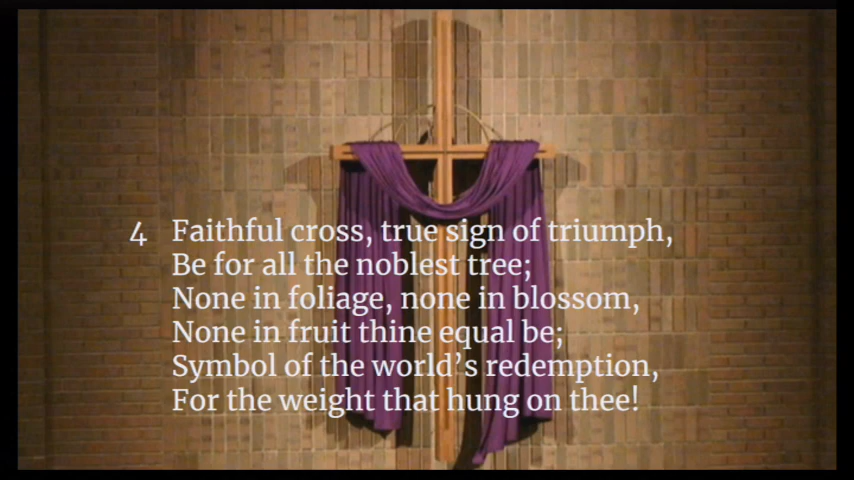 4 Faithful cross, true sign of triumph,
Be for all the noblest tree;
None in foliage, none in blossom,
None in fruit thine equal be;
Symbol of the world’s redemption,
For the weight that hung on thee!